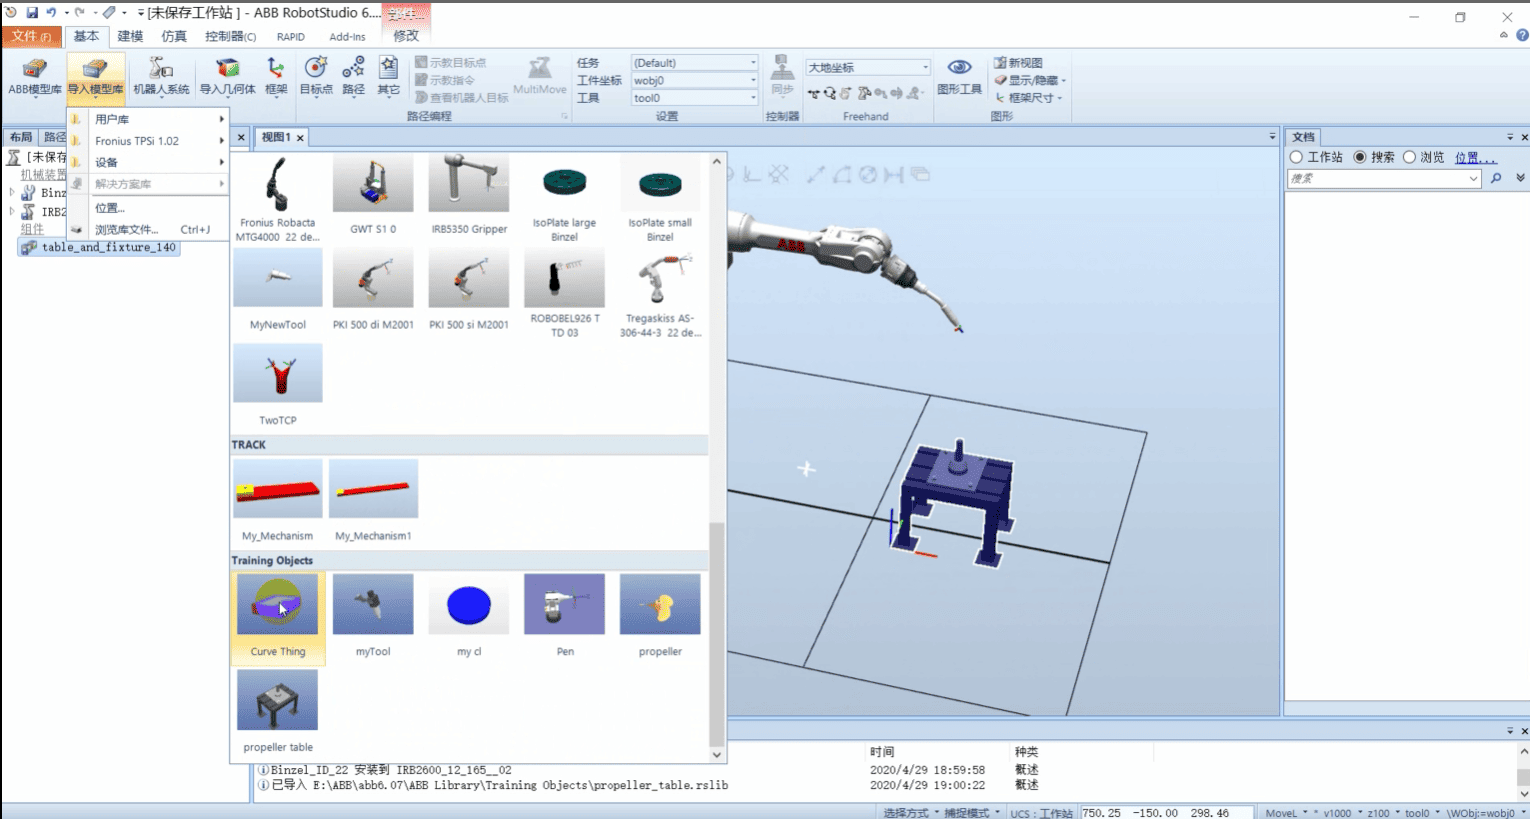 [未保存工作站] - ABB RobotStudio 6....
部件...
文件(F) 基本 建模 仿真 控制器(C) RAPID Add-Ins 修改
ABB模型库 导入模型库 机器人系统 导入几何体 框架 目标点 路径 其它
示教目标点
示教指令
查看机器人目标
MultiMove
路径编程
任务 (Default)
工件坐标 wobj0
工具 tool0
设置
同步
控制器
大地坐标
Freehand
图形工具
新视图
显示/隐藏
框架尺寸
图形
用户库
Fronius TPSi 1.02
设备
解决方案库
位置...
浏览库文件... Ctrl+J
布局 路径
[未保存
机械装置
Binz
IRB2
组件
table_and_fixture_140
视图1
Fronius Robacta MTG4000 22 de...
GWT S1 0
IRB5350 Gripper
IsoPlate large Binzel
IsoPlate small Binzel
MyNewTool
PKI 500 di M2001
PKI 500 si M2001
ROBOBEL926 T TD 03
Tregaskiss AS-306-44-3 22 de...
TwoTCP
TRACK
My_Mechanism
My_Mechanism1
Training Objects
Curve Thing
myTool
my cl
Pen
propeller
propeller table
ABB
文档
工作站 搜索 浏览 位置...
搜索
时间 种类
Binzel_ID_22 安装到 IRB2600_12_165__02 2020/4/29 18:59:58 概述
已导入 E:\ABB\abb6.07\ABB Library\Training Objects\propeller_table.rslib 2020/4/29 19:00:22 概述
选择方式 捕捉模式 UCS : 工作站 750.25 -150.00 298.46 MoveL * v1000 z100 tool0 \WObj:=wobj0